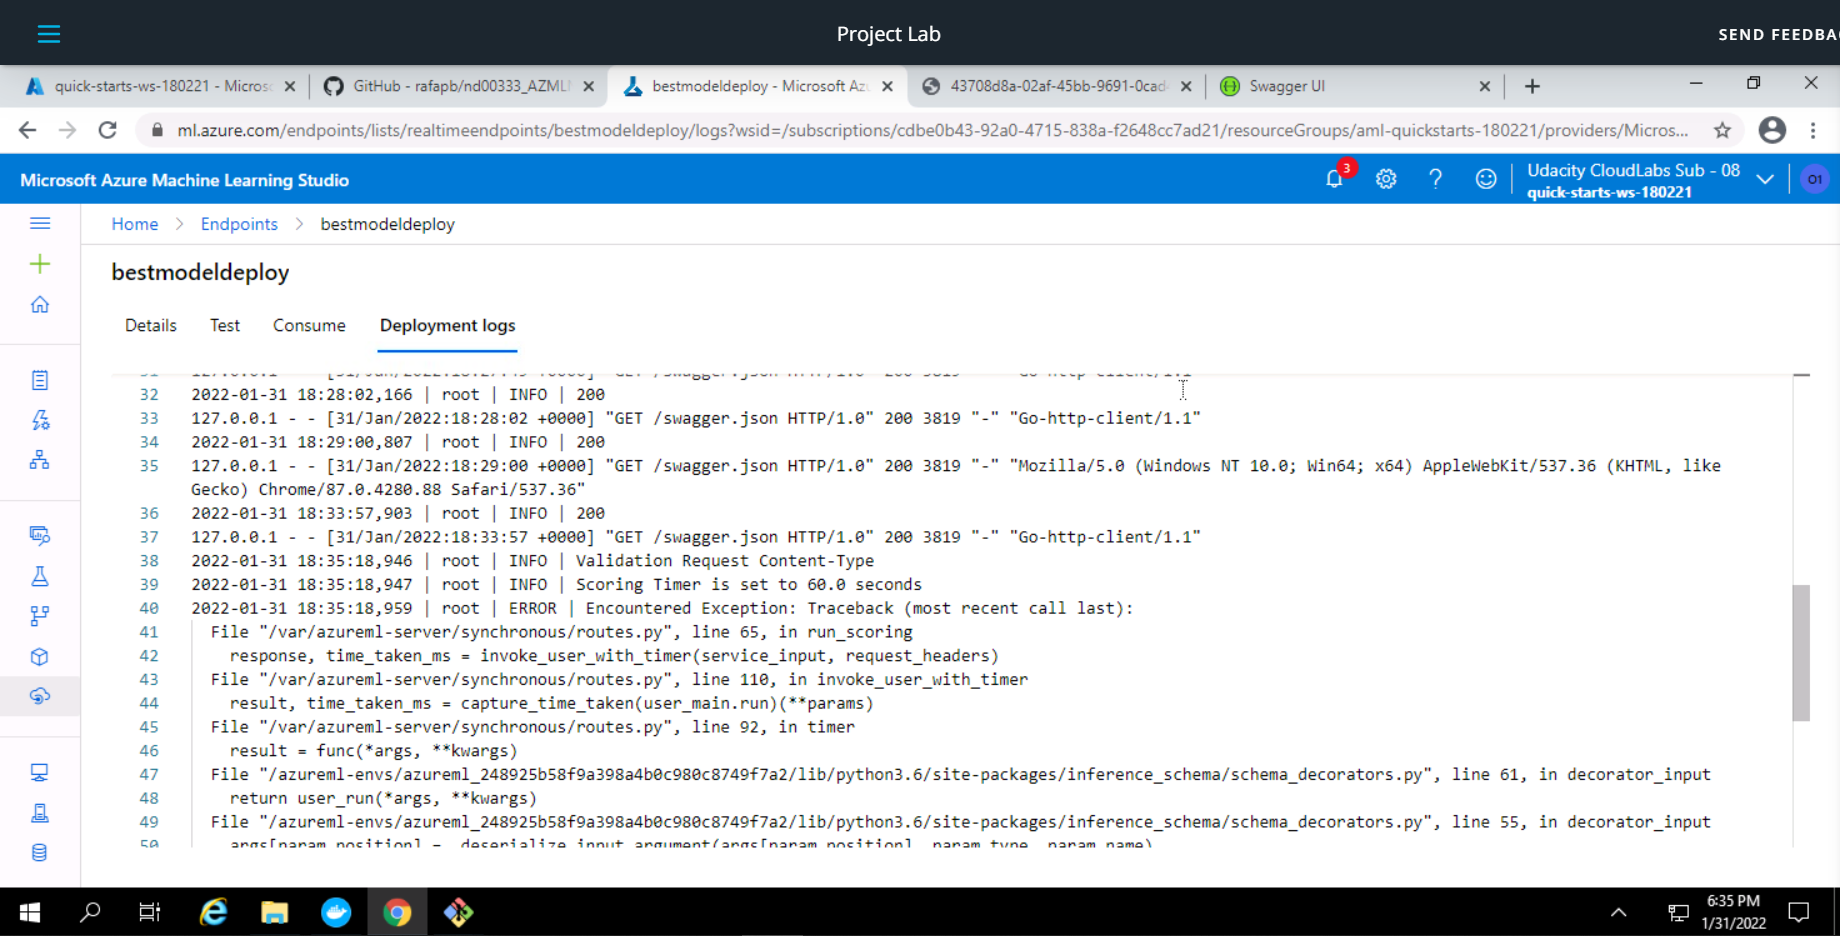 Project Lab
SEND FEEDBA
quick-starts-ws-180221 - Micros
GitHub - rafapb/nd00333_AZML
bestmodeldeploy - Microsoft Az
43708d8a-02af-45bb-9691-0cad
Swagger UI
ml.azure.com/endpoints/lists/realtimeendpoints/bestmodeldeploy/logs?wsid=/subscriptions/cdbe0b43-92a0-4715-838a-f2648cc7ad21/resourceGroups/aml-quickstarts-180221/providers/Micros...
Microsoft Azure Machine Learning Studio
3
Udacity CloudLabs Sub - 08
quick-starts-ws-180221
O1
Home > Endpoints > bestmodeldeploy
bestmodeldeploy
Details Test Consume Deployment logs
32 2022-01-31 18:28:02,166 | root | INFO | 200
33 127.0.0.1 - - [31/Jan/2022:18:28:02 +0000] "GET /swagger.json HTTP/1.0" 200 3819 "-" "Go-http-client/1.1"
34 2022-01-31 18:29:00,807 | root | INFO | 200
35 127.0.0.1 - - [31/Jan/2022:18:29:00 +0000] "GET /swagger.json HTTP/1.0" 200 3819 "-" "Mozilla/5.0 (Windows NT 10.0; Win64; x64) AppleWebKit/537.36 (KHTML, like
Gecko) Chrome/87.0.4280.88 Safari/537.36"
36 2022-01-31 18:33:57,903 | root | INFO | 200
37 127.0.0.1 - - [31/Jan/2022:18:33:57 +0000] "GET /swagger.json HTTP/1.0" 200 3819 "-" "Go-http-client/1.1"
38 2022-01-31 18:35:18,946 | root | INFO | Validation Request Content-Type
39 2022-01-31 18:35:18,947 | root | INFO | Scoring Timer is set to 60.0 seconds
40 2022-01-31 18:35:18,959 | root | ERROR | Encountered Exception: Traceback (most recent call last):
41 File "/var/azureml-server/synchronous/routes.py", line 65, in run_scoring
42 response, time_taken_ms = invoke_user_with_timer(service_input, request_headers)
43 File "/var/azureml-server/synchronous/routes.py", line 110, in invoke_user_with_timer
44 result, time_taken_ms = capture_time_taken(user_main.run)(**params)
45 File "/var/azureml-server/synchronous/routes.py", line 92, in timer
46 result = func(*args, **kwargs)
47 File "/azureml-envs/azureml_248925b58f9a398a4b0c980c8749f7a2/lib/python3.6/site-packages/inference_schema/schema_decorators.py", line 61, in decorator_input
48 return user_run(*args, **kwargs)
49 File "/azureml-envs/azureml_248925b58f9a398a4b0c980c8749f7a2/lib/python3.6/site-packages/inference_schema/schema_decorators.py", line 55, in decorator_input
50 args[param_position] = _deserialize_input_argument(args[param_position], param_type, param_name)
6:35 PM
1/31/2022